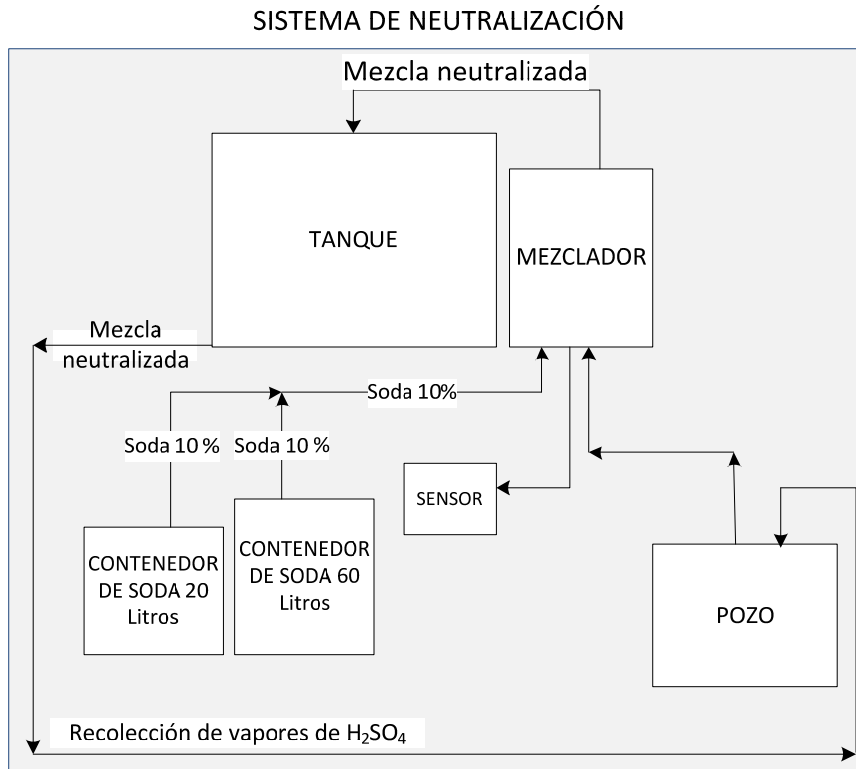 SISTEMA DE NEUTRALIZACIÓN
Mezcla neutralizada
TANQUE
MEZCLADOR
Mezcla
neutralizada
Soda 10%
Soda 10 %
Soda 10 %
SENSOR
CONTENEDOR
DE SODA 20
Litros
CONTENEDOR
DE SODA 60
Litros
POZO
Recolección de vapores de H₂SO₄